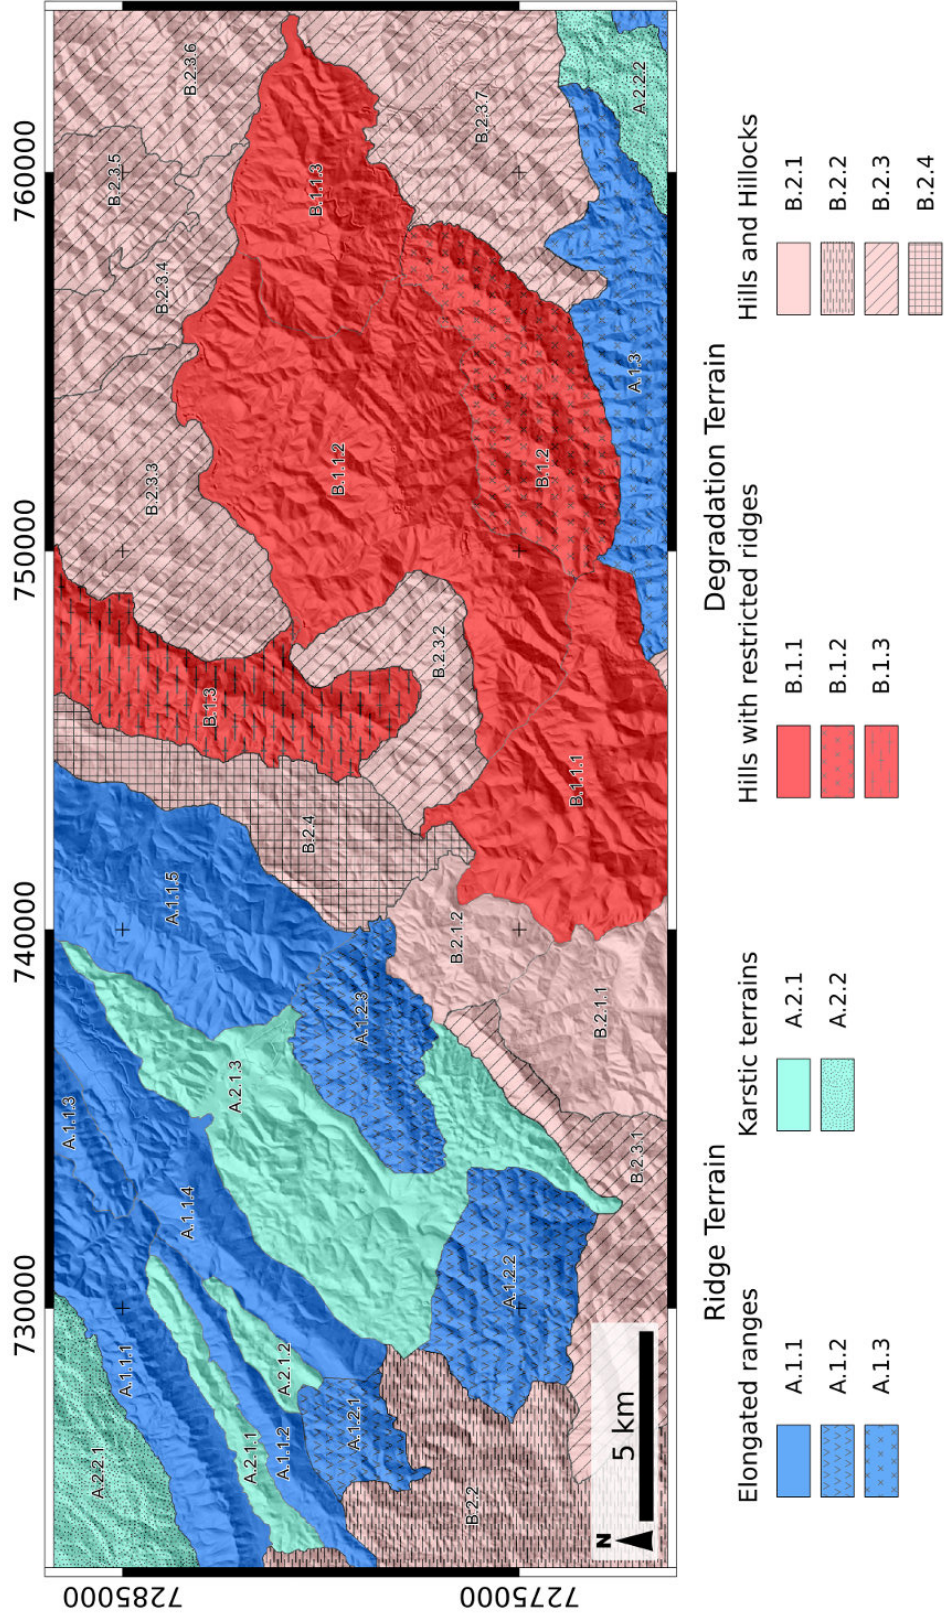 730000 740000 750000 760000
7285000
7275000
A.2.2.1
A.1.1.1
A.1.1.3
B.2.3.5
A.1.1.4
A.1.1.5
B.2.3.3
B.2.3.4
B.2.3.6
B.1.3
A.2.1.1
A.2.1.3
A.1.1.2
A.2.1.2
B.2.4
B.1.1.2
B.1.1.3
A.1.2.1
A.1.2.3
B.2.2
B.2.1.2
B.2.3.2
B.2.3.7
A.1.2.2
B.1.2
B.1.1.1
B.2.1.1
B.2.3.1
A.1.3
A.2.2.2
N
5 km
Ridge Terrain
Elongated ranges
A.1.1
A.1.2
A.1.3
Karstic terrains
A.2.1
A.2.2
Degradation Terrain
Hills with restricted ridges
B.1.1
B.1.2
B.1.3
Hills and Hillocks
B.2.1
B.2.2
B.2.3
B.2.4